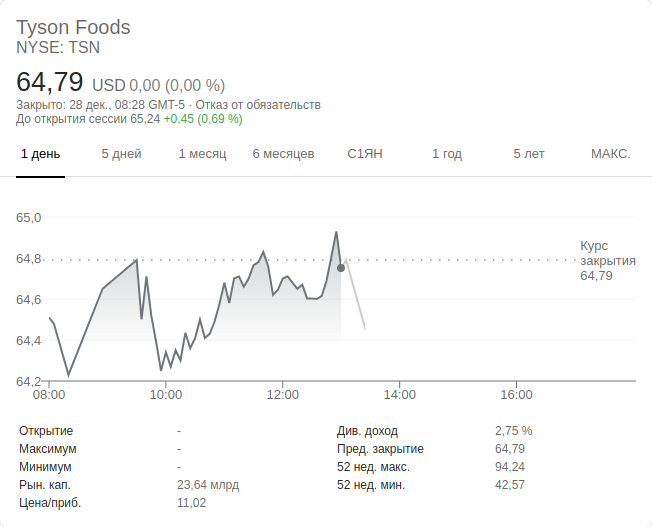 Tyson Foods
NYSE: TSN
64,79 USD 0,00 (0,00 %)
Закрыто: 28 дек., 08:28 GMT-5 · Отказ от обязательств
До открытия сессии 65,24 +0,45 (0,69 %)
1 день 5 дней 1 месяц 6 месяцев С1ЯН 1 год 5 лет МАКС.
65,0
64,8
64,6
64,4
64,2
Курс
закрытия
64,79
08:00 10:00 12:00 14:00 16:00
Открытие - Див. доход 2,75 %
Максимум - Пред. закрытие 64,79
Минимум - 52 нед. макс. 94,24
Рын. кап. 23,64 млрд 52 нед. мин. 42,57
Цена/приб. 11,02